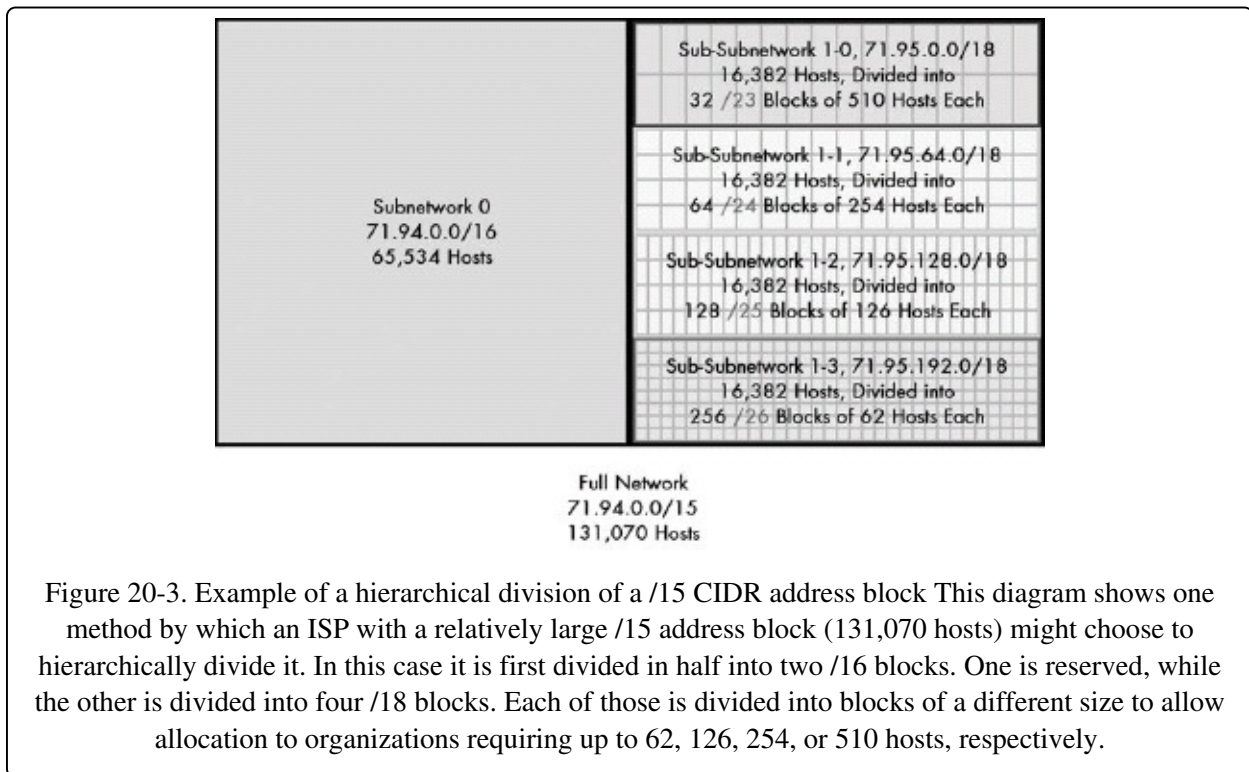 Subnetwork 0
71.94.0.0/16
65,534 Hosts
Sub-Subnetwork 1-0, 71.95.0.0/18
16,382 Hosts, Divided into
32 /23 Blocks of 510 Hosts Each
Sub-Subnetwork 1-1, 71.95.64.0/18
16,382 Hosts, Divided into
64 /24 Blocks of 254 Hosts Each
Sub-Subnetwork 1-2, 71.95.128.0/18
16,382 Hosts, Divided into
128 /25 Blocks of 126 Hosts Each
Sub-Subnetwork 1-3, 71.95.192.0/18
16,382 Hosts, Divided into
256 /26 Blocks of 62 Hosts Each
Full Network
71.94.0.0/15
131,070 Hosts
Figure 20-3. Example of a hierarchical division of a /15 CIDR address block This diagram shows one
method by which an ISP with a relatively large /15 address block (131,070 hosts) might choose to
hierarchically divide it. In this case it is first divided in half into two /16 blocks. One is reserved, while
the other is divided into four /18 blocks. Each of those is divided into blocks of a different size to allow
allocation to organizations requiring up to 62, 126, 254, or 510 hosts, respectively.